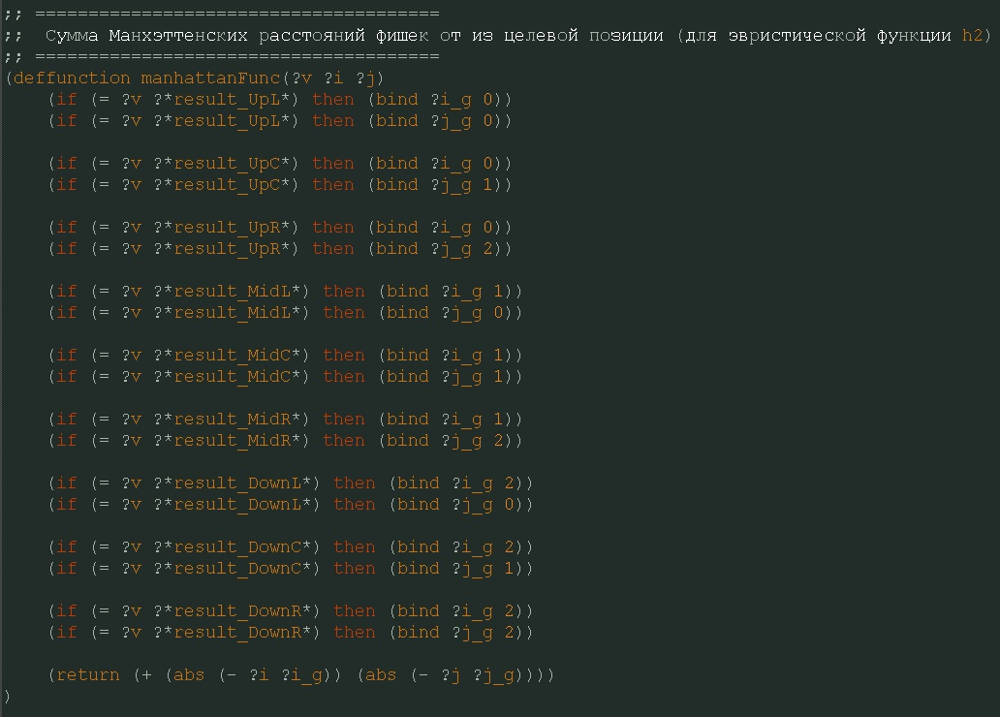 ;; ======================================
;;  Сумма Манхэттенских расстояний фишек от из целевой позиции (для эвристической функции h2)
;; ======================================
(deffunction manhattanFunc(?v ?i ?j)
    (if (= ?v ?*result_UpL*) then (bind ?i_g 0))
    (if (= ?v ?*result_UpL*) then (bind ?j_g 0))

    (if (= ?v ?*result_UpC*) then (bind ?i_g 0))
    (if (= ?v ?*result_UpC*) then (bind ?j_g 1))

    (if (= ?v ?*result_UpR*) then (bind ?i_g 0))
    (if (= ?v ?*result_UpR*) then (bind ?j_g 2))

    (if (= ?v ?*result_MidL*) then (bind ?i_g 1))
    (if (= ?v ?*result_MidL*) then (bind ?j_g 0))

    (if (= ?v ?*result_MidC*) then (bind ?i_g 1))
    (if (= ?v ?*result_MidC*) then (bind ?j_g 1))

    (if (= ?v ?*result_MidR*) then (bind ?i_g 1))
    (if (= ?v ?*result_MidR*) then (bind ?j_g 2))

    (if (= ?v ?*result_DownL*) then (bind ?i_g 2))
    (if (= ?v ?*result_DownL*) then (bind ?j_g 0))

    (if (= ?v ?*result_DownC*) then (bind ?i_g 2))
    (if (= ?v ?*result_DownC*) then (bind ?j_g 1))

    (if (= ?v ?*result_DownR*) then (bind ?i_g 2))
    (if (= ?v ?*result_DownR*) then (bind ?j_g 2))

    (return (+ (abs (- ?i ?i_g)) (abs (- ?j ?j_g))))
)